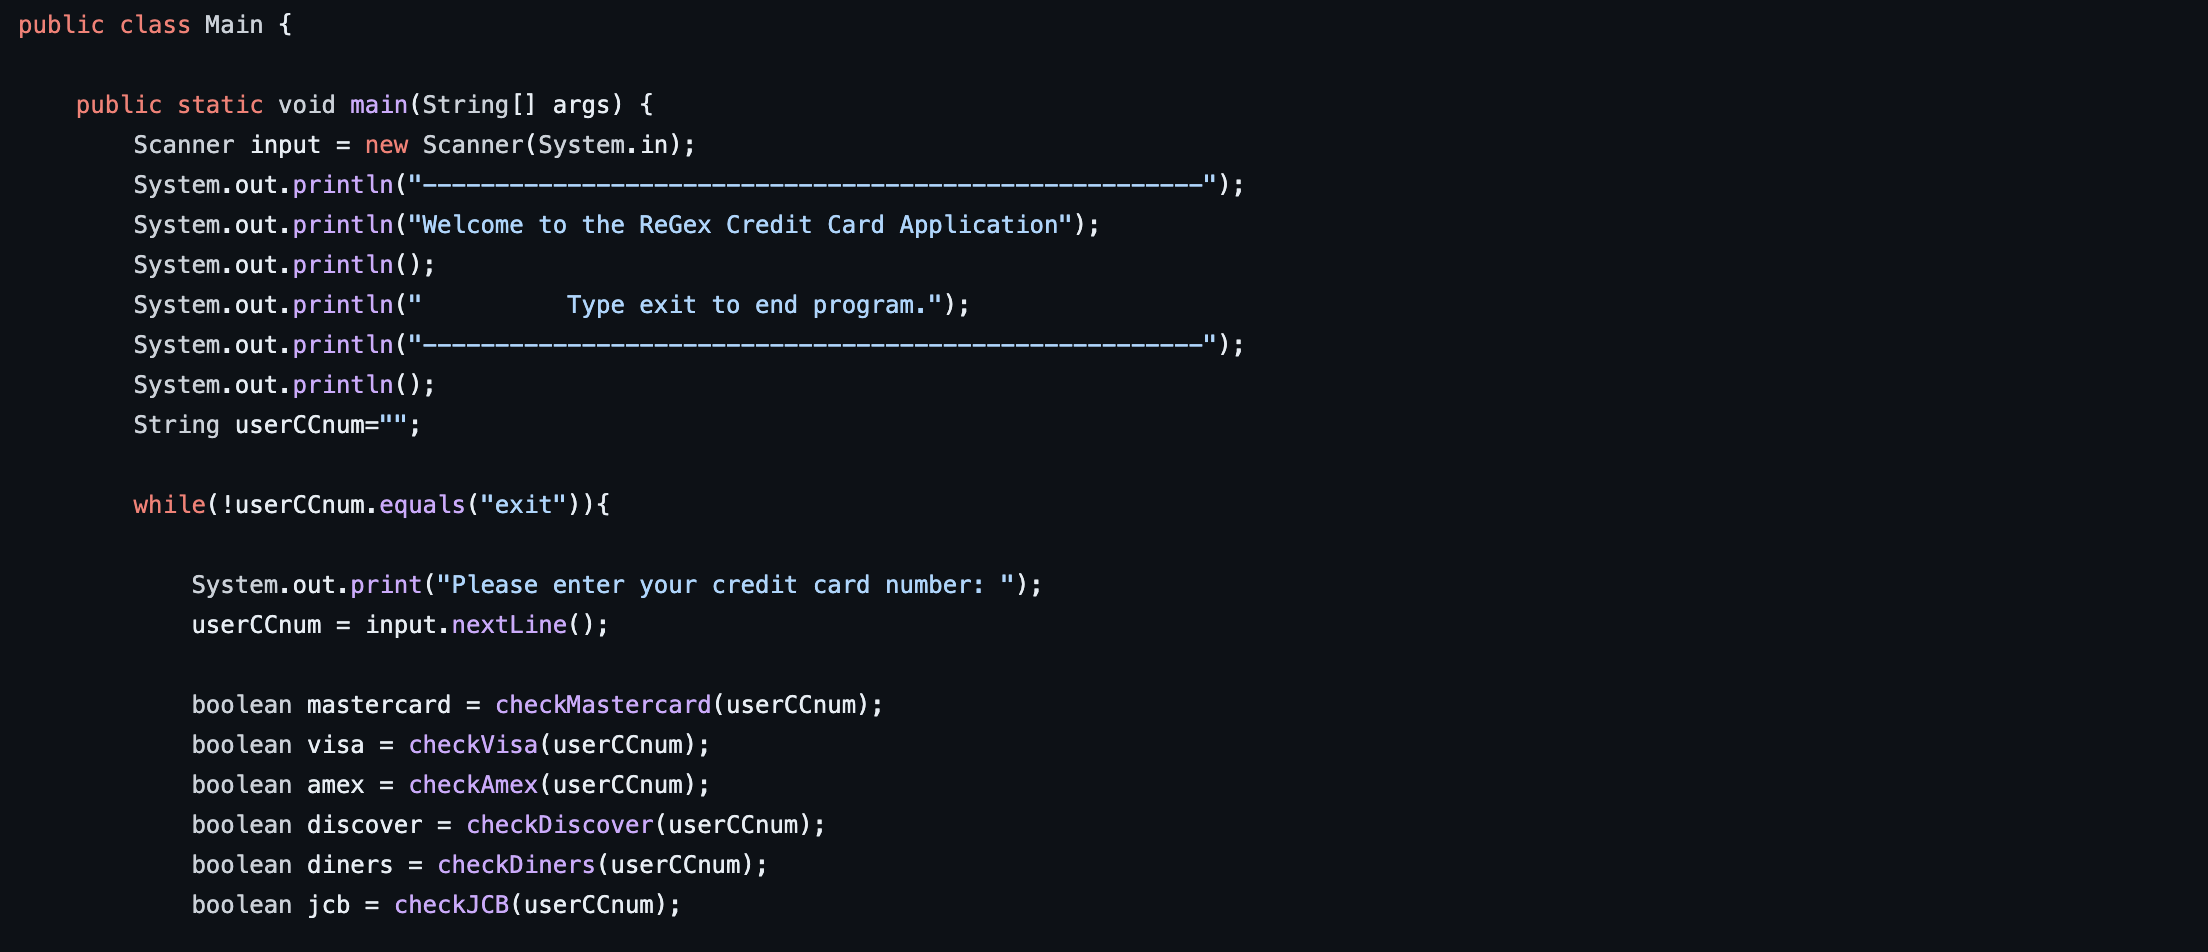 public class Main {
    public static void main(String[] args) {
        Scanner input = new Scanner(System.in);
        System.out.println("------------------------------------------------------");
        System.out.println("Welcome to the ReGex Credit Card Application");
        System.out.println();
        System.out.println("          Type exit to end program.");
        System.out.println("------------------------------------------------------");
        System.out.println();
        String userCCnum="";
        while(!userCCnum.equals("exit")){
            System.out.print("Please enter your credit card number: ");
            userCCnum = input.nextLine();
            boolean mastercard = checkMastercard(userCCnum);
            boolean visa = checkVisa(userCCnum);
            boolean amex = checkAmex(userCCnum);
            boolean discover = checkDiscover(userCCnum);
            boolean diners = checkDiners(userCCnum);
            boolean jcb = checkJCB(userCCnum);